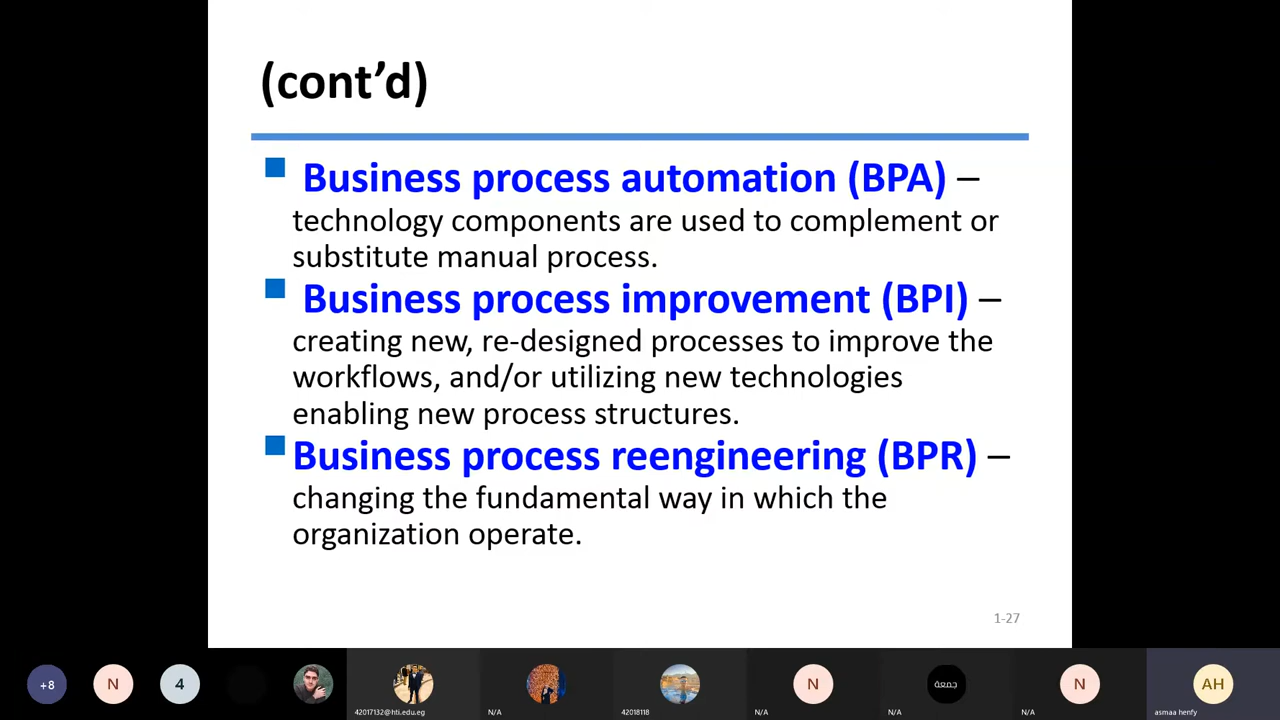 (cont’d)
Business process automation (BPA) –
technology components are used to complement or
substitute manual process.
Business process improvement (BPI) –
creating new, re-designed processes to improve the
workflows, and/or utilizing new technologies
enabling new process structures.
Business process reengineering (BPR) –
changing the fundamental way in which the
organization operate.
1-27
+8
N
4
N
جمعة
N
AH
42017132@hti.edu.eg
N/A
42018118
N/A
N/A
N/A
asmaa henfy